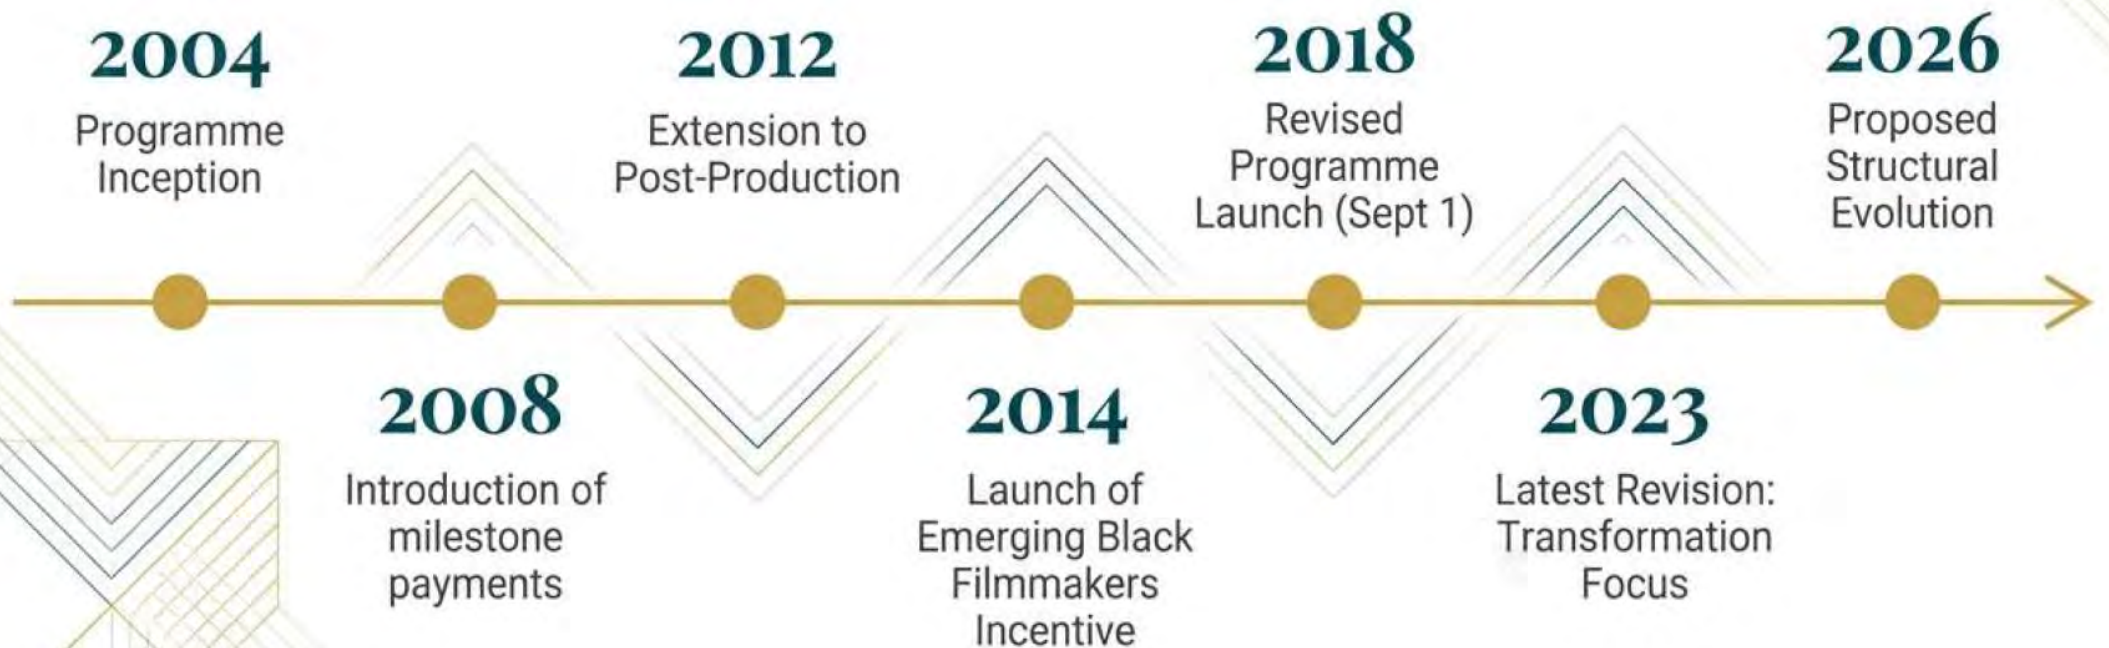 2004
Programme
Inception
2008
Introduction of
milestone
payments
2012
Extension to
Post-Production
2014
Launch of
Emerging Black
Filmmakers
Incentive
2018
Revised
Programme
Launch (Sept 1)
2023
Latest Revision:
Transformation
Focus
2026
Proposed
Structural
Evolution